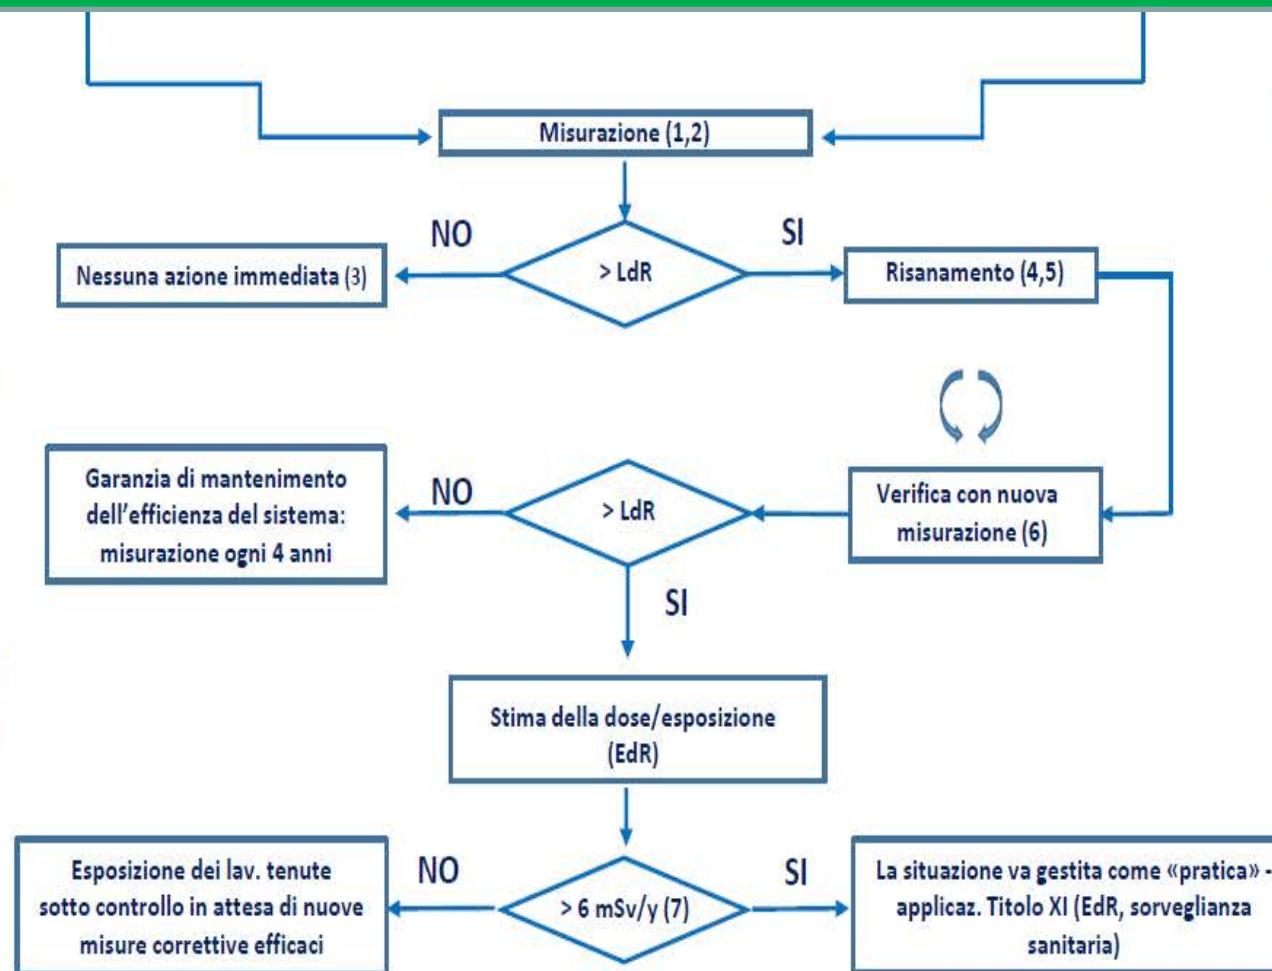 Misurazione (1,2)
NO
SI
Nessuna azione immediata (3)
> LdR
Risanamento (4,5)
Garanzia di mantenimento
dell'efficienza del sistema:
misurazione ogni 4 anni
NO
> LdR
Verifica con nuova
misurazione (6)
SI
Stima della dose/esposizione
(EdR)
Esposizione dei lav. tenute
sotto controllo in attesa di nuove
misure correttive efficaci
NO
> 6 mSv/y (7)
SI
La situazione va gestita come «pratica» -
applicaz. Titolo XI (EdR, sorveglianza
sanitaria)